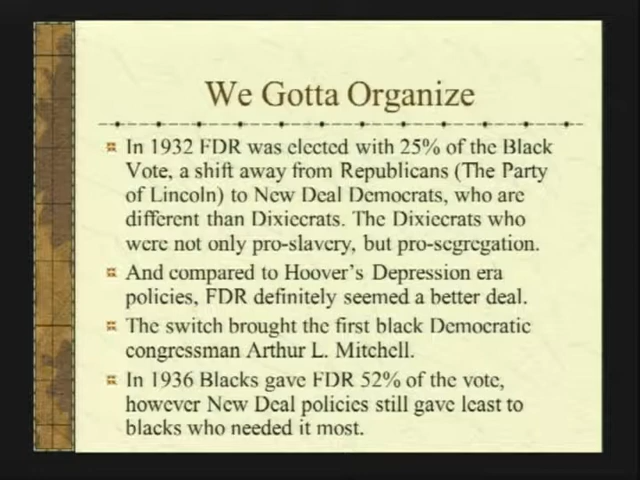 We Gotta Organize
In 1932 FDR was elected with 25% of the Black
Vote, a shift away from Republicans (The Party
of Lincoln) to New Deal Democrats, who are
different than Dixiecrats. The Dixiecrats who
were not only pro-slavery, but pro-segregation.
And compared to Hoover's Depression era
policies, FDR definitely seemed a better deal.
The switch brought the first black Democratic
congressman Arthur L. Mitchell.
In 1936 Blacks gave FDR 52% of the vote,
however New Deal policies still gave least to
blacks who needed it most.